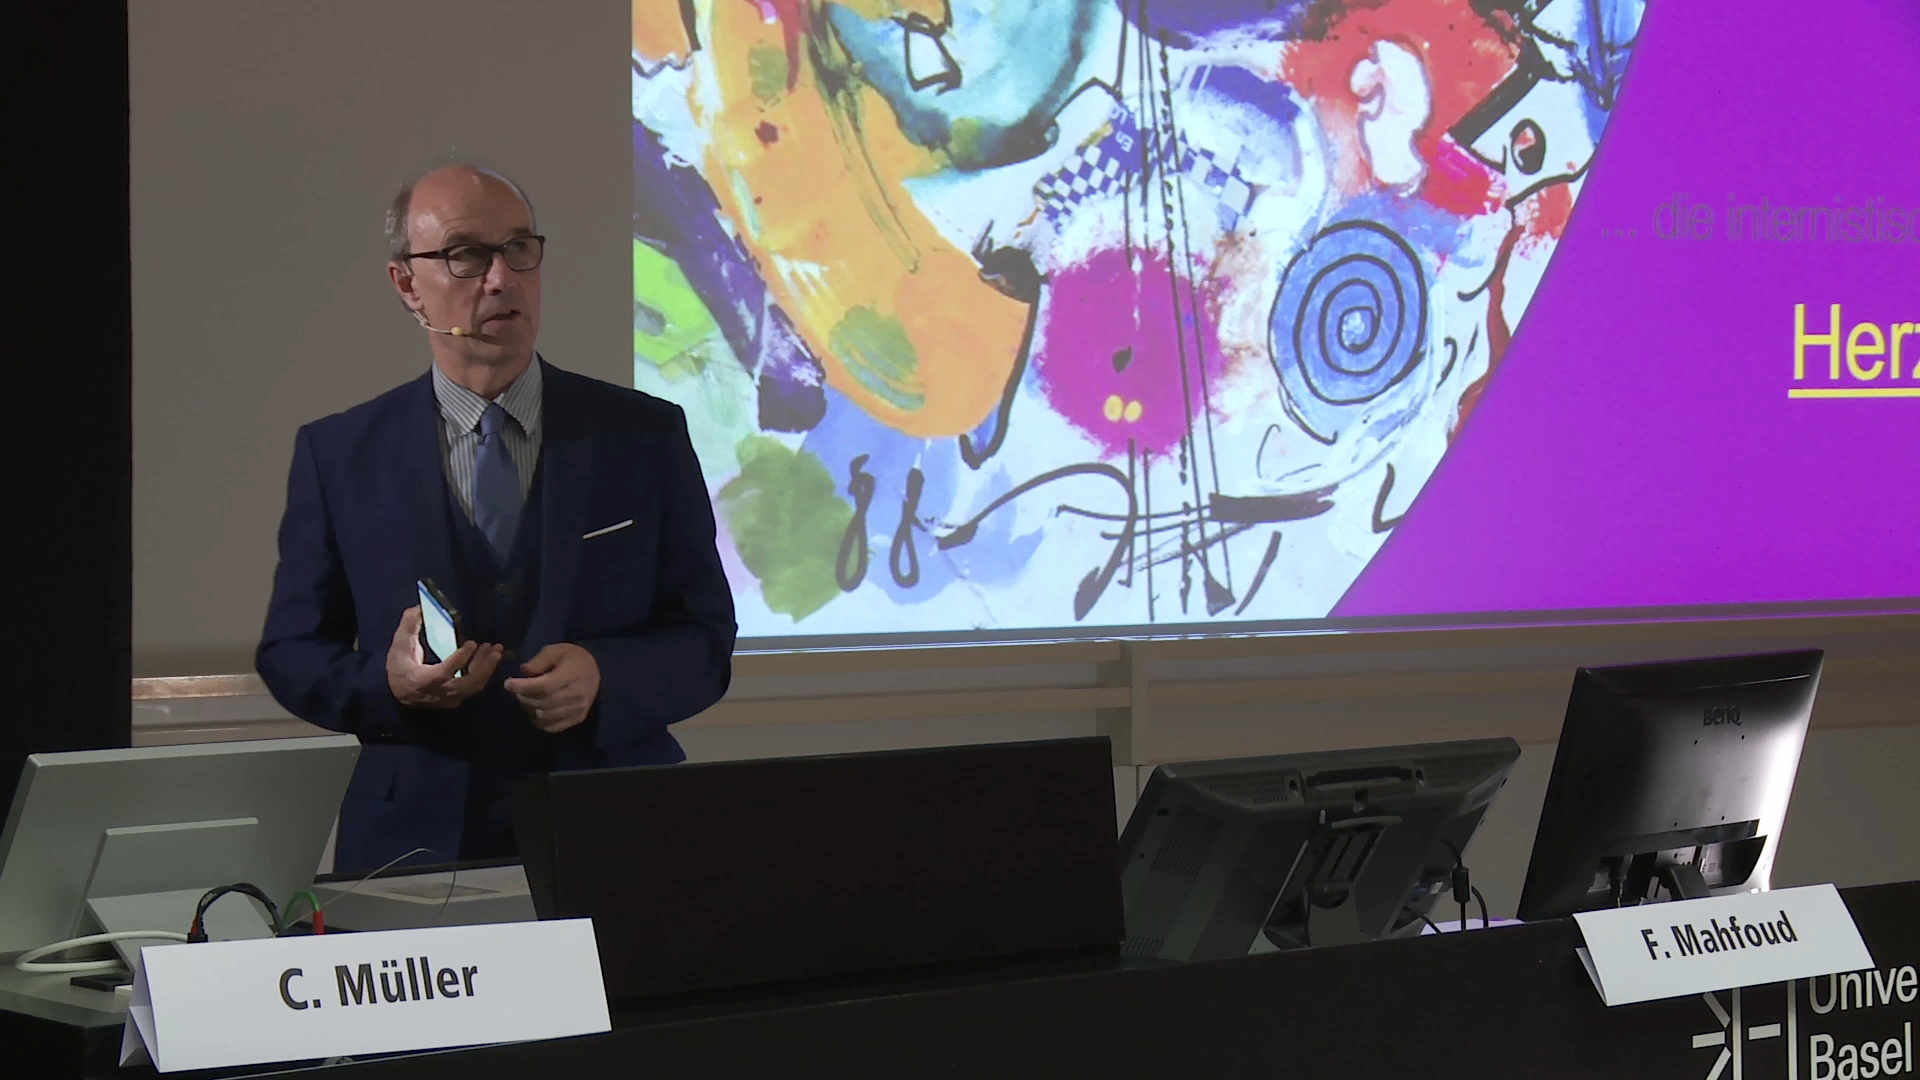 ... die internistisc
Herz
BenQ
C. Müller
F. Mahfoud
Unive
Basel